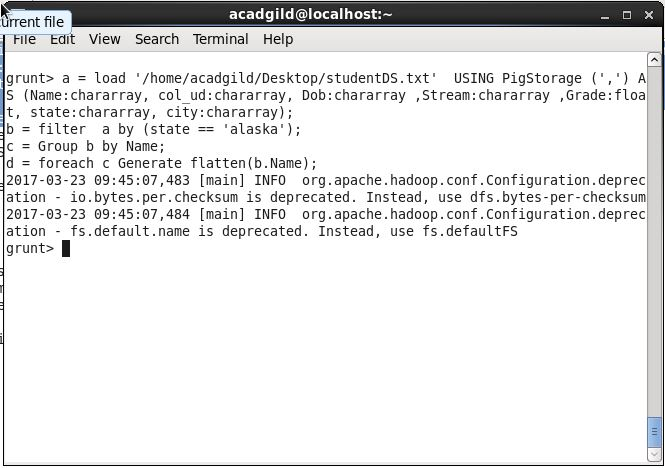 acadgild@localhost:~
current file
File Edit View Search Terminal Help
grunt> a = load '/home/acadgild/Desktop/studentDS.txt'  USING PigStorage (',') A
S (Name:chararray, col_ud:chararray, Dob:chararray ,Stream:chararray ,Grade:floa
t, state:chararray, city:chararray);
b = filter  a by (state == 'alaska');
c = Group b by Name;
d = foreach c Generate flatten(b.Name);
2017-03-23 09:45:07,483 [main] INFO  org.apache.hadoop.conf.Configuration.deprec
ation - io.bytes.per.checksum is deprecated. Instead, use dfs.bytes-per-checksum
2017-03-23 09:45:07,484 [main] INFO  org.apache.hadoop.conf.Configuration.deprec
ation - fs.default.name is deprecated. Instead, use fs.defaultFS
grunt>